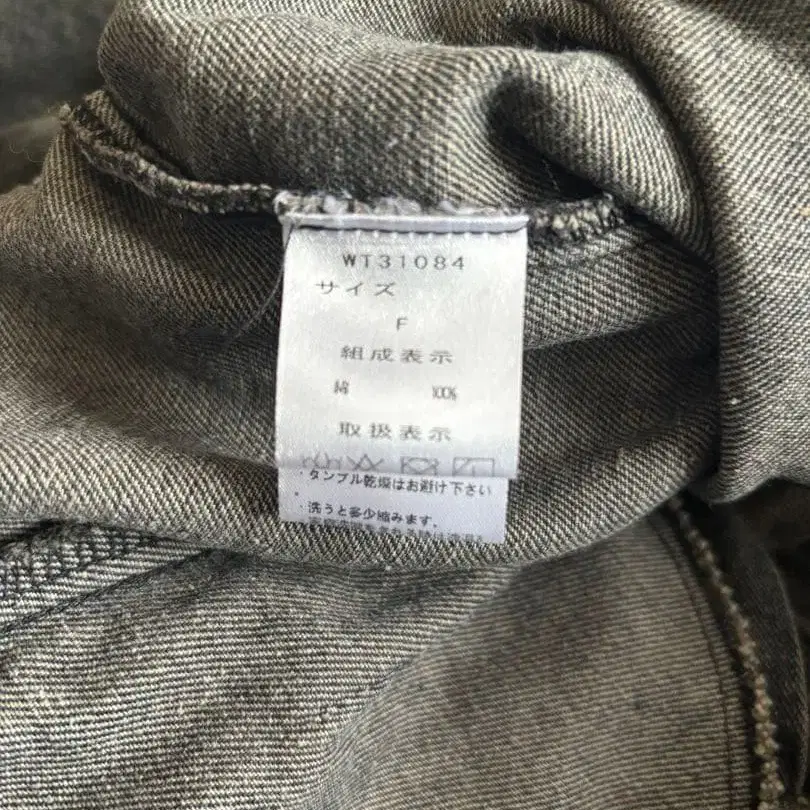 WT31084
サイズ
F
組成表示
綿 100%
取扱表示
・タンブル乾燥はお避け下さい
。
・洗うと多少縮みます。